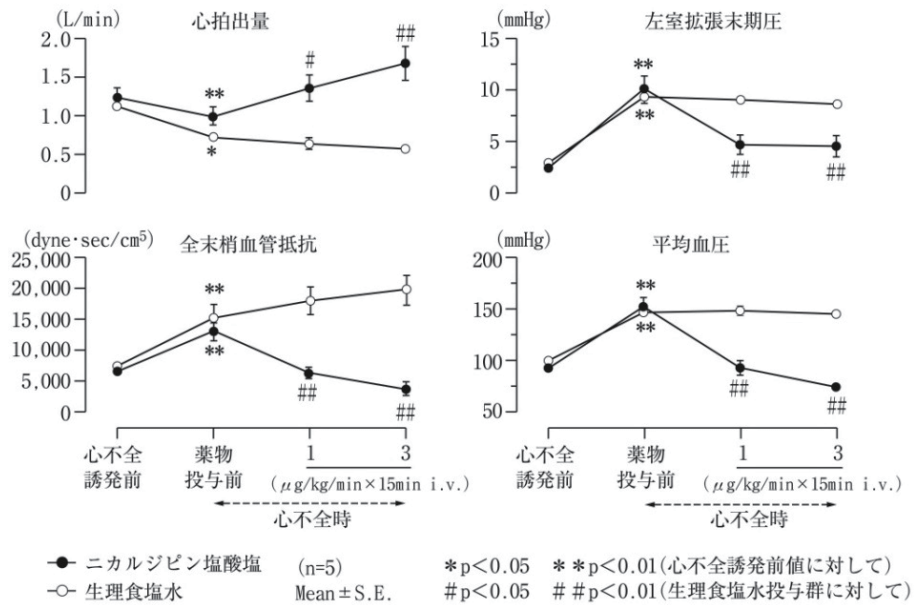 (L/min)
心拍出量
2.0
1.5
1.0
0.5
0
**
*
#
##
(mmHg)
左室拡張末期圧
15
10
5
0
**
**
##
##
(dyne·sec/cm⁵)
全末梢血管抵抗
25,000
20,000
15,000
10,000
5,000
0
**
**
##
##
(mmHg)
平均血圧
200
150
100
50
**
**
##
##
心不全
誘発前
薬物
投与前
1
3
(μg/kg/min×15min i.v.)
心不全時
心不全
誘発前
薬物
投与前
1
3
(μg/kg/min×15min i.v.)
心不全時
ニカルジピン塩酸塩 (n=5) *p<0.05 **p<0.01(心不全誘発前値に対して)
生理食塩水 Mean±S.E. #p<0.05 ##p<0.01(生理食塩水投与群に対して)